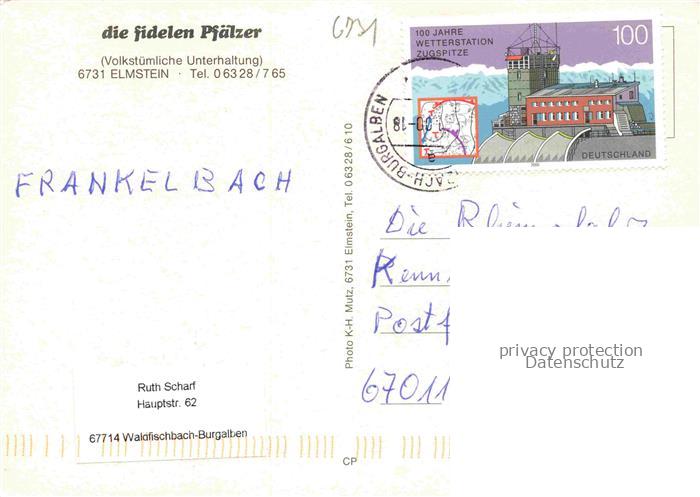 die fidelen Pfälzer
(Volkstümliche Unterhaltung)
6731 ELMSTEIN · Tel. 06328/765
6731
100 JAHRE
WETTERSTATION
ZUGSPITZE
100
DEUTSCHLAND
BACH-BURGALBEN
FRANKELBACH
Photo K-H. Mutz, 6731 Elmstein, Tel. 06328/610
Die
67011
privacy protection
Datenschutz
Ruth Scharf
Hauptstr. 62
67714 Waldfischbach-Burgalben
CP